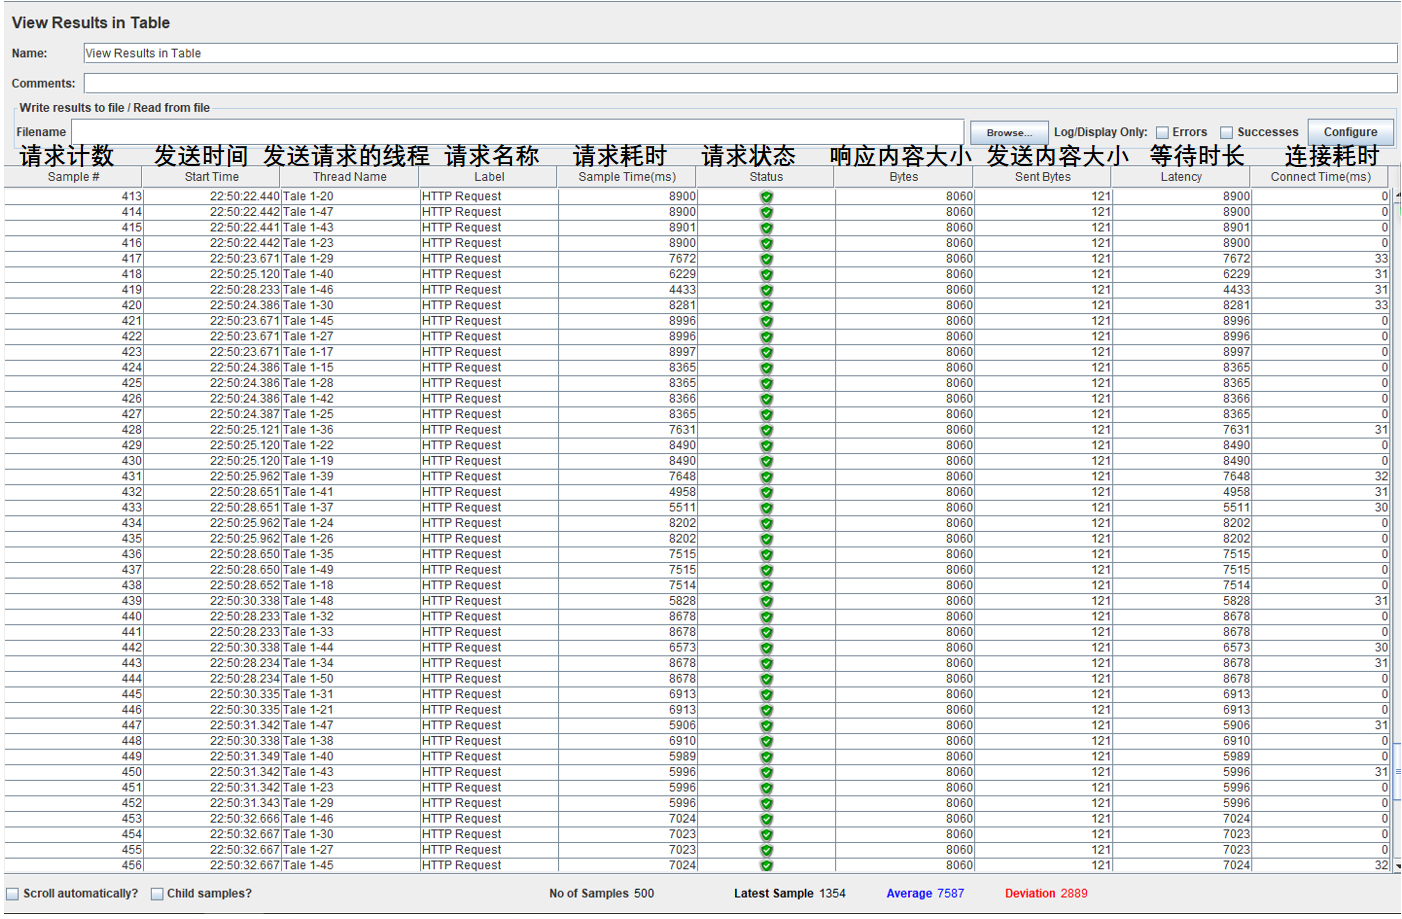 View Results in Table
Name: View Results in Table
Comments:
Write results to file / Read from file
Filename Browse... Log/Display Only: Errors Successes Configure
请求计数 发送时间 发送请求的线程 请求名称 请求耗时 请求状态 响应内容大小 发送内容大小 等待时长 连接耗时
Sample # Start Time Thread Name Label Sample Time(ms) Status Bytes Sent Bytes Latency Connect Time(ms)
413 22:50:22.440 Tale 1-20 HTTP Request 8900 8060 121 8900 0
414 22:50:22.442 Tale 1-47 HTTP Request 8900 8060 121 8900 0
415 22:50:22.441 Tale 1-43 HTTP Request 8901 8060 121 8901 0
416 22:50:22.442 Tale 1-23 HTTP Request 8900 8060 121 8900 0
417 22:50:23.671 Tale 1-29 HTTP Request 7672 8060 121 7672 33
418 22:50:25.120 Tale 1-40 HTTP Request 6229 8060 121 6229 31
419 22:50:28.233 Tale 1-46 HTTP Request 4433 8060 121 4433 31
420 22:50:24.386 Tale 1-30 HTTP Request 8281 8060 121 8281 33
421 22:50:23.671 Tale 1-45 HTTP Request 8996 8060 121 8996 0
422 22:50:23.671 Tale 1-27 HTTP Request 8996 8060 121 8996 0
423 22:50:23.671 Tale 1-17 HTTP Request 8997 8060 121 8997 0
424 22:50:24.386 Tale 1-15 HTTP Request 8365 8060 121 8365 0
425 22:50:24.386 Tale 1-28 HTTP Request 8365 8060 121 8365 0
426 22:50:24.386 Tale 1-42 HTTP Request 8366 8060 121 8366 0
427 22:50:24.387 Tale 1-25 HTTP Request 8365 8060 121 8365 0
428 22:50:25.121 Tale 1-36 HTTP Request 7631 8060 121 7631 31
429 22:50:25.120 Tale 1-22 HTTP Request 8490 8060 121 8490 0
430 22:50:25.120 Tale 1-19 HTTP Request 8490 8060 121 8490 0
431 22:50:25.962 Tale 1-39 HTTP Request 7648 8060 121 7648 32
432 22:50:28.651 Tale 1-41 HTTP Request 4958 8060 121 4958 31
433 22:50:28.651 Tale 1-37 HTTP Request 5511 8060 121 5511 30
434 22:50:25.962 Tale 1-24 HTTP Request 8202 8060 121 8202 0
435 22:50:25.962 Tale 1-26 HTTP Request 8202 8060 121 8202 0
436 22:50:28.650 Tale 1-35 HTTP Request 7515 8060 121 7515 0
437 22:50:28.650 Tale 1-49 HTTP Request 7515 8060 121 7515 0
438 22:50:28.652 Tale 1-18 HTTP Request 7514 8060 121 7514 0
439 22:50:30.338 Tale 1-48 HTTP Request 5828 8060 121 5828 31
440 22:50:28.233 Tale 1-32 HTTP Request 8678 8060 121 8678 0
441 22:50:28.233 Tale 1-33 HTTP Request 8678 8060 121 8678 0
442 22:50:30.338 Tale 1-44 HTTP Request 6573 8060 121 6573 30
443 22:50:28.234 Tale 1-34 HTTP Request 8678 8060 121 8678 31
444 22:50:28.234 Tale 1-50 HTTP Request 8678 8060 121 8678 0
445 22:50:30.335 Tale 1-31 HTTP Request 6913 8060 121 6913 0
446 22:50:30.335 Tale 1-21 HTTP Request 6913 8060 121 6913 0
447 22:50:31.342 Tale 1-47 HTTP Request 5906 8060 121 5906 31
448 22:50:30.338 Tale 1-38 HTTP Request 6910 8060 121 6910 0
449 22:50:31.349 Tale 1-40 HTTP Request 5989 8060 121 5989 0
450 22:50:31.342 Tale 1-43 HTTP Request 5996 8060 121 5996 31
451 22:50:31.342 Tale 1-23 HTTP Request 5996 8060 121 5996 0
452 22:50:31.343 Tale 1-29 HTTP Request 5996 8060 121 5996 0
453 22:50:32.666 Tale 1-46 HTTP Request 7024 8060 121 7024 0
454 22:50:32.667 Tale 1-30 HTTP Request 7023 8060 121 7023 0
455 22:50:32.667 Tale 1-27 HTTP Request 7023 8060 121 7023 0
456 22:50:32.667 Tale 1-45 HTTP Request 7024 8060 121 7024 32
Scroll automatically? Child samples? No of Samples 500 Latest Sample 1354 Average 7587 Deviation 2889